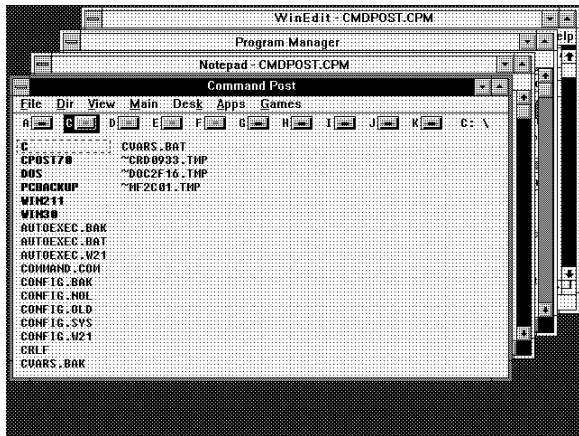 WinEdit - CMDPOST.CPM
elp
Program Manager
Notepad - CMDPOST.CPM
Command Post
File Dir View Main Desk Apps Games
A C D E F G H I J K C: \
C CVARS.BAT
CPOST70 ~CRD0933.TMP
DOS ~DOC2F16.TMP
PCBACKUP ~MF2C01.TMP
WIN211
WIN30
AUTOEXEC.BAK
AUTOEXEC.BAT
AUTOEXEC.W21
COMMAND.COM
CONFIG.BAK
CONFIG.NOL
CONFIG.OLD
CONFIG.SYS
CONFIG.W21
CRLF
CVARS.BAK